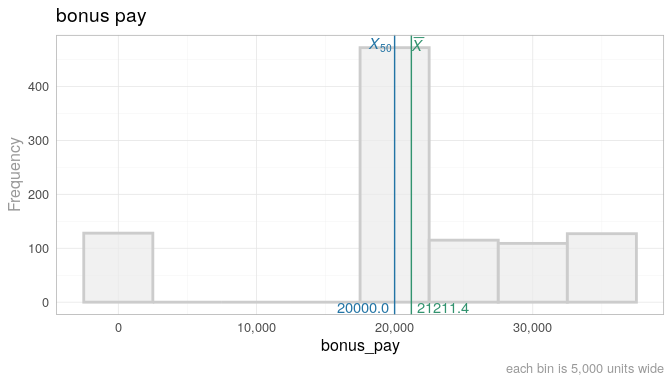 bonus pay
X50
X̅
Frequency
400
300
200
100
0
20000.0
21211.4
0
10,000
20,000
30,000
bonus_pay
each bin is 5,000 units wide